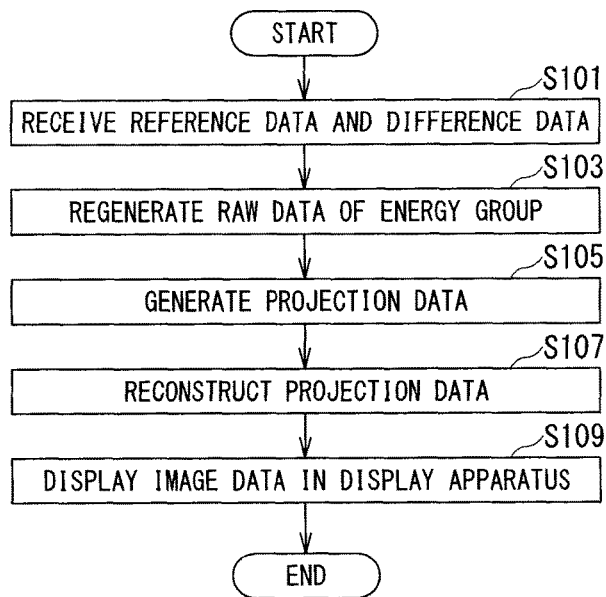 START
S101
RECEIVE REFERENCE DATA AND DIFFERENCE DATA
S103
REGENERATE RAW DATA OF ENERGY GROUP
S105
GENERATE PROJECTION DATA
S107
RECONSTRUCT PROJECTION DATA
S109
DISPLAY IMAGE DATA IN DISPLAY APPARATUS
END